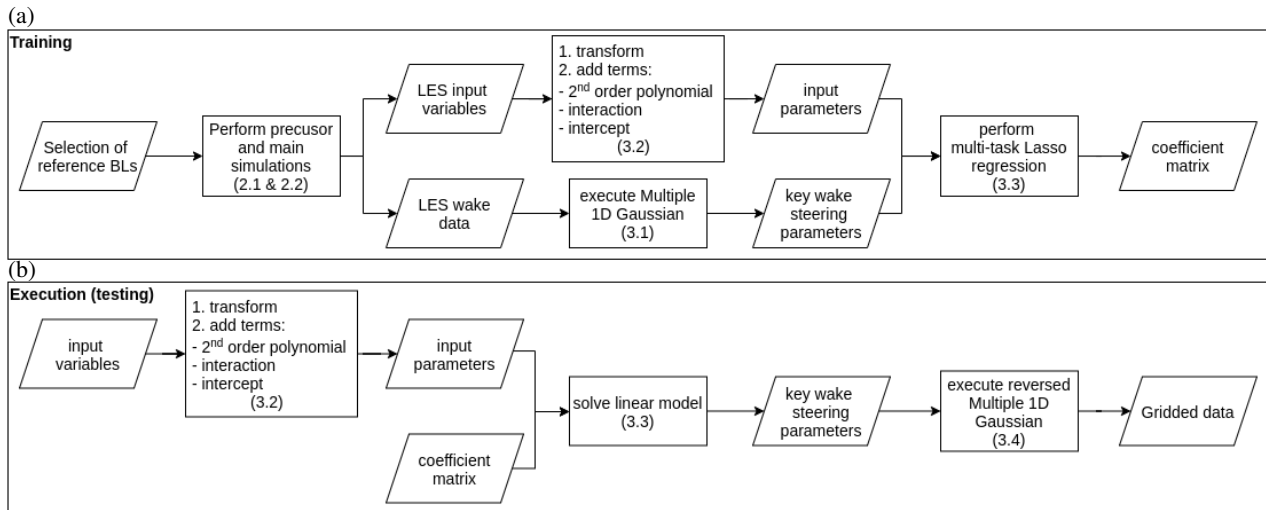 (a)
Training
Selection of
reference BLs
Perform precusor
and main
simulations
(2.1 & 2.2)
LES input
variables
1. transform
2. add terms:
- 2nd order polynomial
- interaction
- intercept
(3.2)
input
parameters
LES wake
data
execute Multiple
1D Gaussian
(3.1)
key wake
steering
parameters
perform
multi-task Lasso
regression
(3.3)
coefficient
matrix
(b)
Execution (testing)
input
variables
1. transform
2. add terms:
- 2nd order polynomial
- interaction
- intercept
(3.2)
input
parameters
coefficient
matrix
solve linear model
(3.3)
key wake
steering
parameters
execute reversed
Multiple 1D
Gaussian
(3.4)
Gridded data